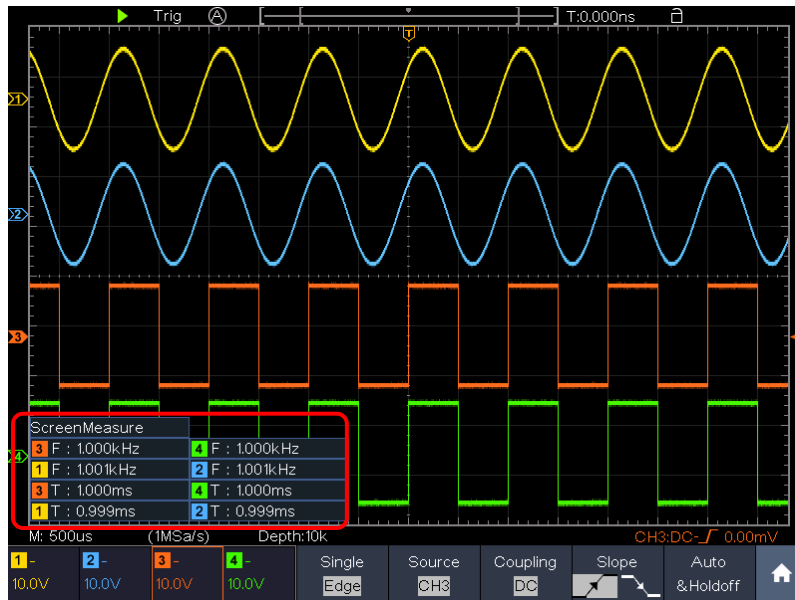 Trig Ⓐ T:0.000ns
T
1
2
3
4
ScreenMeasure
3 F : 1.000kHz 4 F : 1.000kHz
1 F : 1.001kHz 2 F : 1.001kHz
3 T : 1.000ms 4 T : 1.000ms
1 T : 0.999ms 2 T : 0.999ms
M: 500us (1MSa/s) Depth:10k CH3:DC- 0.00mV
1 - 2 - 3 - 4 - Single Source Coupling Slope Auto
10.0V 10.0V 10.0V 10.0V Edge CH3 DC &Holdoff